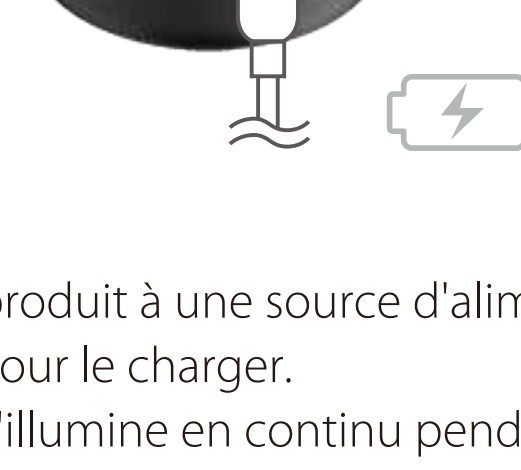 produit à une source d'alim
our le charger.
'illumine en continu pend